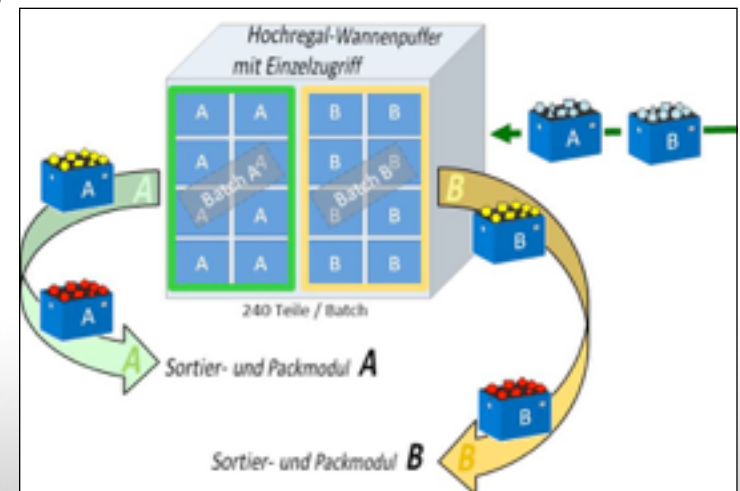 Hochregal-Wannenpuffer
mit Einzelzugriff
A A B B
A A B B
Batch A Batch B
A A B B
A A B B
A B
A A
B B
A
A
B
B
240 Teile / Batch
Sortier- und Packmodul A
Sortier- und Packmodul B
B